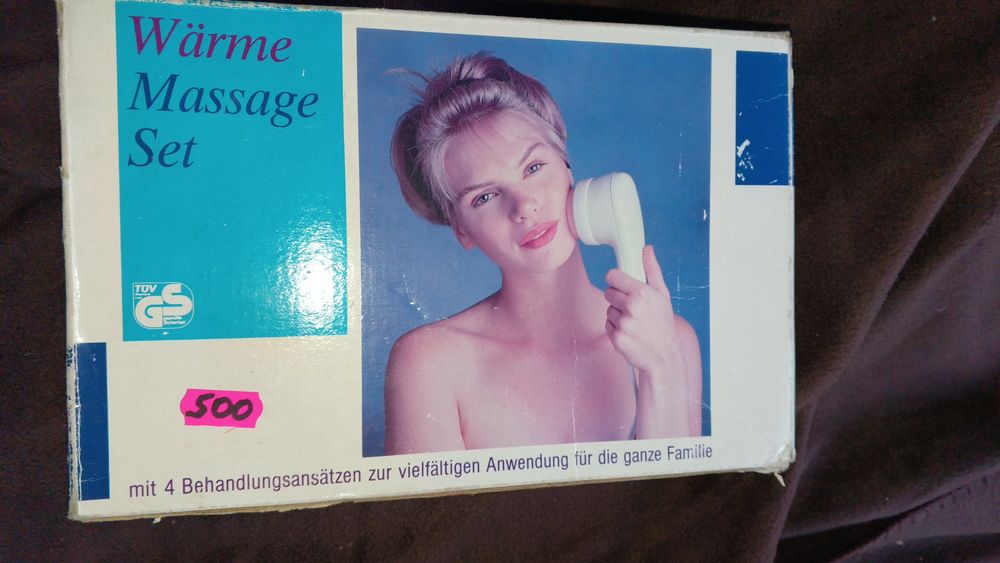 Wärme
Massage
Set
TÜV
GS
500
mit 4 Behandlungsansätzen zur vielfältigen Anwendung für die ganze Familie